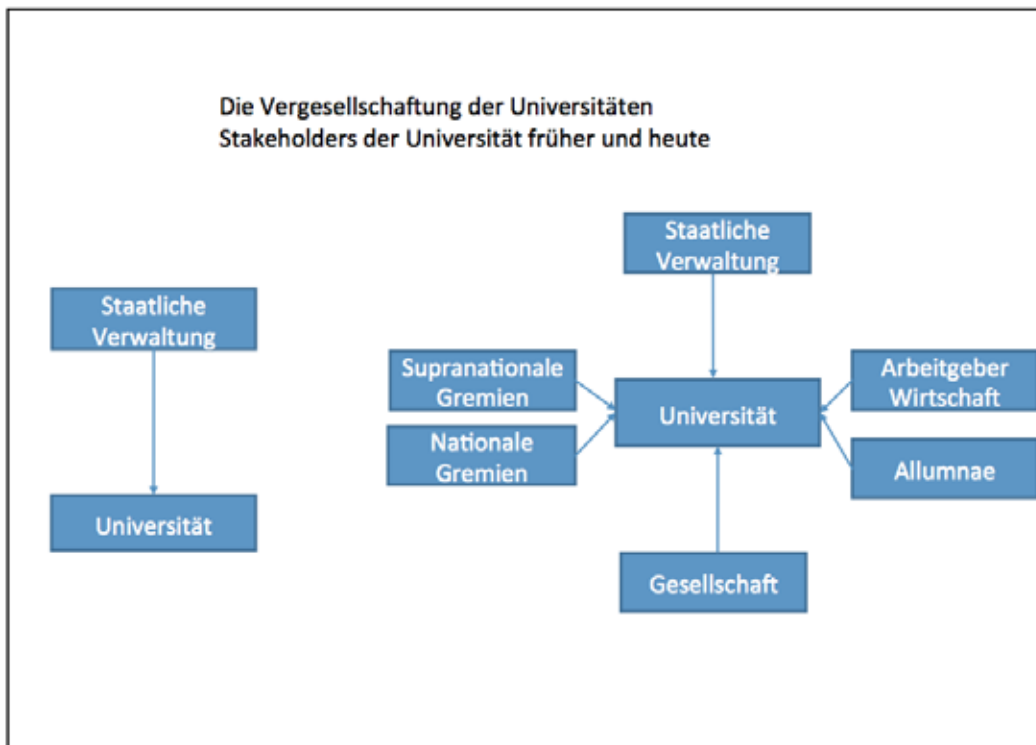 Die Vergesellschaftung der Universitäten
Stakeholders der Universität früher und heute
Staatliche
Verwaltung
Universität
Staatliche
Verwaltung
Supranationale
Gremien
Nationale
Gremien
Universität
Arbeitgeber
Wirtschaft
Allumnae
Gesellschaft